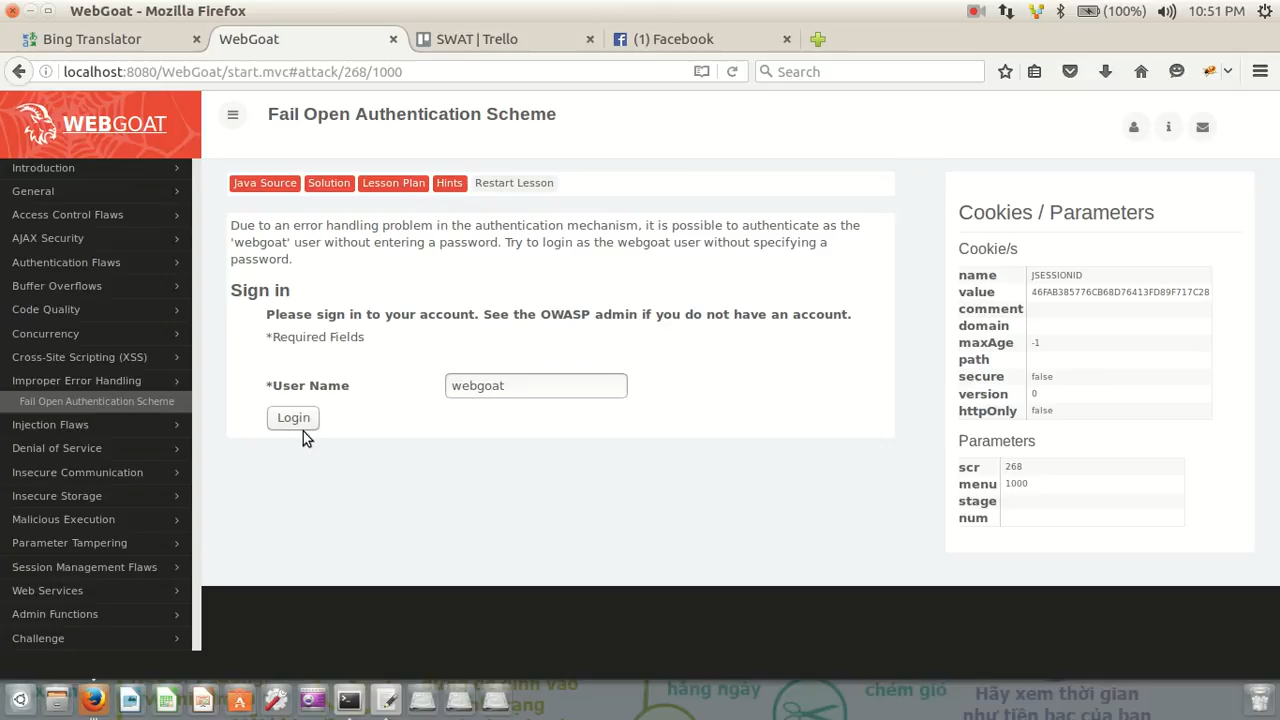 WebGoat - Mozilla Firefox
(100%)
10:51 PM
Bing Translator
WebGoat
SWAT | Trello
(1) Facebook
localhost:8080/WebGoat/start.mvc#attack/268/1000
Search
WEBGOAT
Fail Open Authentication Scheme
Introduction
General
Access Control Flaws
AJAX Security
Authentication Flaws
Buffer Overflows
Code Quality
Concurrency
Cross-Site Scripting (XSS)
Improper Error Handling
Fail Open Authentication Scheme
Injection Flaws
Denial of Service
Insecure Communication
Insecure Storage
Malicious Execution
Parameter Tampering
Session Management Flaws
Web Services
Admin Functions
Challenge
Java Source Solution Lesson Plan Hints Restart Lesson
Due to an error handling problem in the authentication mechanism, it is possible to authenticate as the
'webgoat' user without entering a password. Try to login as the webgoat user without specifying a
password.
Sign in
Please sign in to your account. See the OWASP admin if you do not have an account.
*Required Fields
*User Name webgoat
Login
Cookies / Parameters
Cookie/s
name JSESSIONID
value 46FAB385776CB68D76413FD89F717C28
comment
domain
maxAge -1
path
secure false
version 0
httpOnly false
Parameters
scr 268
menu 1000
stage
num
hằng ngày
chém gió
Hãy xem thời gian
như tiền bạc của bạn